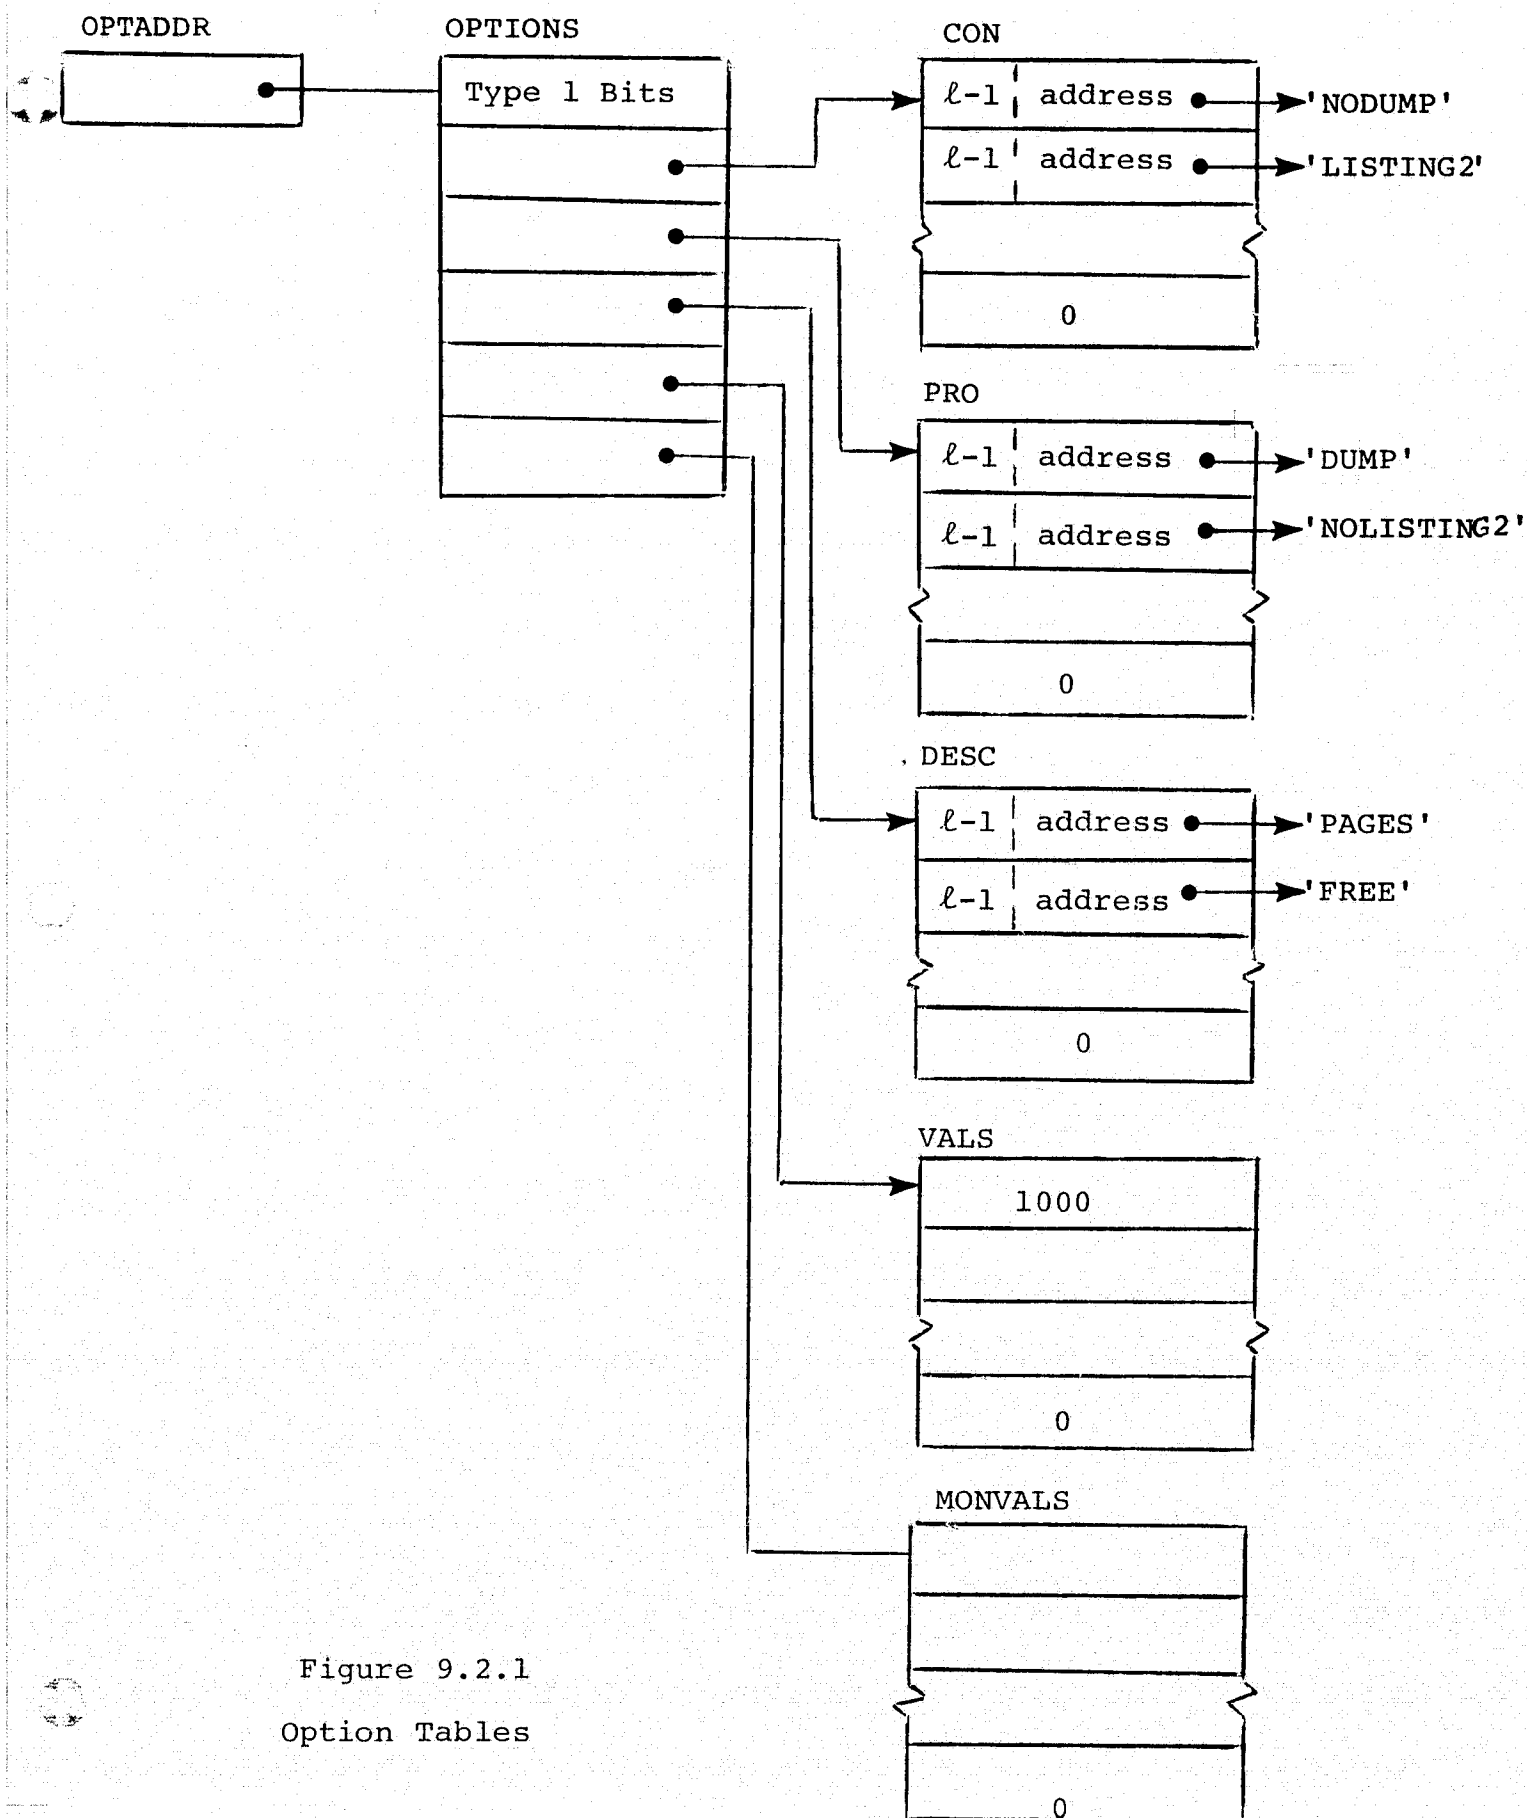 OPTADDR
OPTIONS
Type 1 Bits
CON
ℓ-1 address 'NODUMP'
ℓ-1 address 'LISTING2'
0
PRO
ℓ-1 address 'DUMP'
ℓ-1 address 'NOLISTING2'
0
DESC
ℓ-1 address 'PAGES'
ℓ-1 address 'FREE'
0
VALS
1000
0
MONVALS
0
Figure 9.2.1
Option Tables